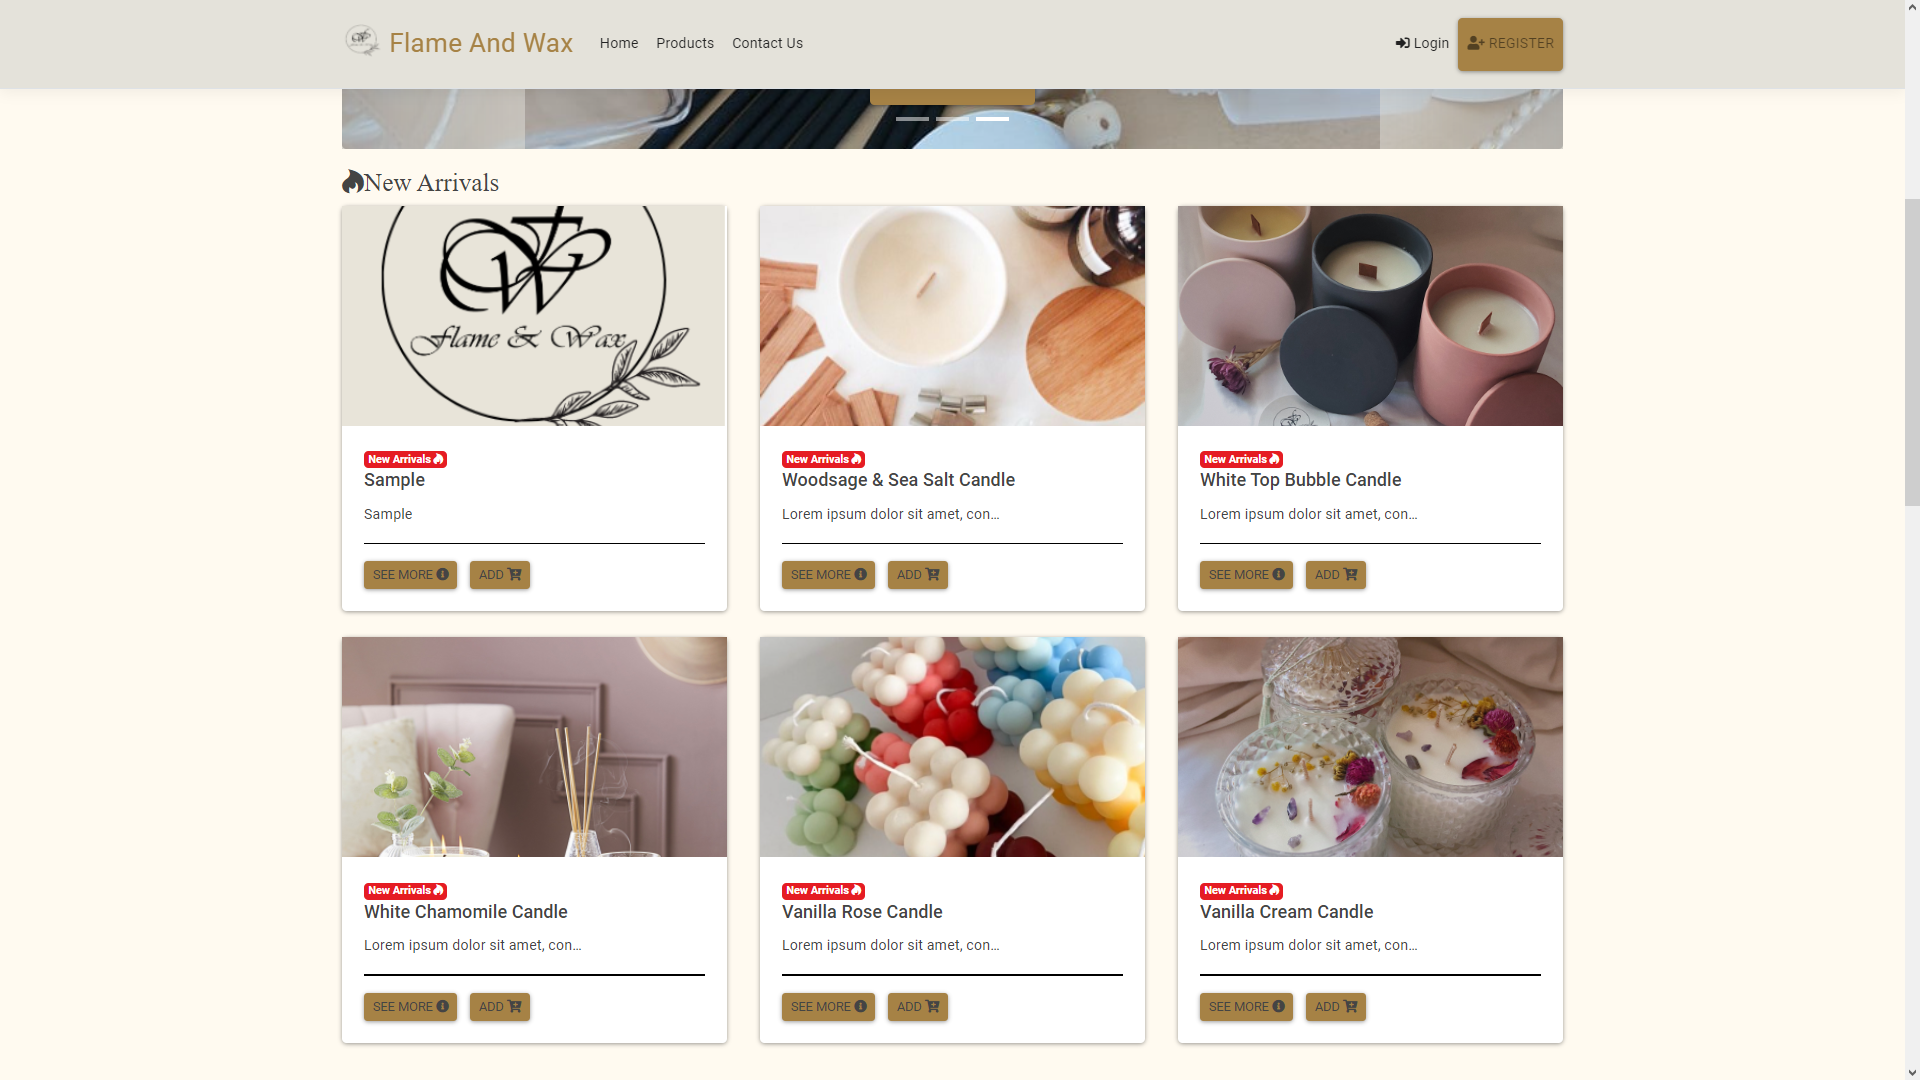 Flame And Wax
Home Products Contact Us
Login REGISTER
New Arrivals
Flame & Wax
New Arrivals
Sample
Sample
SEE MORE ADD
New Arrivals
Woodsage & Sea Salt Candle
Lorem ipsum dolor sit amet, con...
SEE MORE ADD
New Arrivals
White Top Bubble Candle
Lorem ipsum dolor sit amet, con...
SEE MORE ADD
New Arrivals
White Chamomile Candle
Lorem ipsum dolor sit amet, con...
SEE MORE ADD
New Arrivals
Vanilla Rose Candle
Lorem ipsum dolor sit amet, con...
SEE MORE ADD
New Arrivals
Vanilla Cream Candle
Lorem ipsum dolor sit amet, con...
SEE MORE ADD